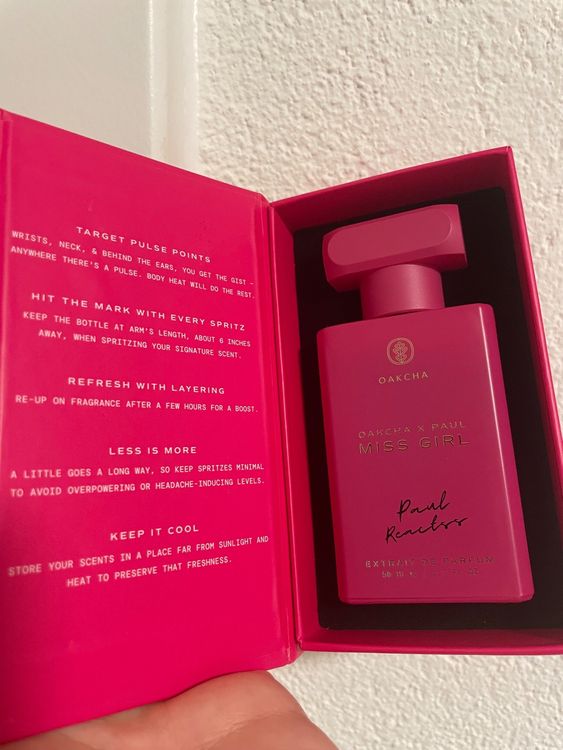 TARGET PULSE POINTS
WRISTS, NECK, & BEHIND THE EARS, YOU GET THE GIST –
ANYWHERE THERE'S A PULSE. BODY HEAT WILL DO THE REST.
HIT THE MARK WITH EVERY SPRITZ
KEEP THE BOTTLE AT ARM'S LENGTH, ABOUT 6 INCHES
AWAY, WHEN SPRITZING YOUR SIGNATURE SCENT.
REFRESH WITH LAYERING
RE-UP ON FRAGRANCE AFTER A FEW HOURS FOR A BOOST.
LESS IS MORE
A LITTLE GOES A LONG WAY, SO KEEP SPRITZES MINIMAL
TO AVOID OVERPOWERING OR HEADACHE-INDUCING LEVELS.
KEEP IT COOL
STORE YOUR SCENTS IN A PLACE FAR FROM SUNLIGHT AND
HEAT TO PRESERVE THAT FRESHNESS.
OAKCHA
OAKCHA X PAUL
MISS GIRL
Paul
Reactss
EXTRAIT DE PARFUM
50